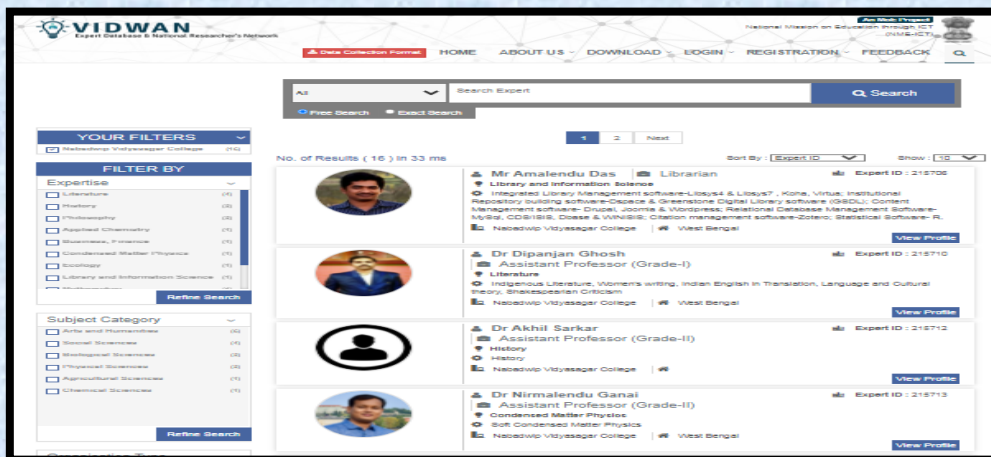 VIDWAN
Expert Database & National Researcher's Network
An MoE Project
National Mission on Education through ICT
(NME-ICT)
Data Collection Format HOME ABOUT US DOWNLOAD LOGIN REGISTRATION FEEDBACK
All Search Expert Search
Free Search Exact Search
YOUR FILTERS
Nabadwip Vidyasagar College (16)
FILTER BY
Expertise
Literature
History
Philosophy
Applied Chemistry
Business, Finance
Condensed Matter Physics
Ecology
Library and Information Science
Refine Search
Subject Category
Arts and Humanities
Social Sciences
Biological Sciences
Physical Sciences
Agricultural Sciences
Chemical Sciences
Refine Search
Organisation Type
1 2 Next
No. of Results ( 16 ) in 33 ms
Sort By : Expert ID Show : 10
Mr Amalendu Das Librarian Expert ID : 215708
Library and Information Science
Integrated Library Management software-Libsys4 & Libsys7 , Koha, Virtua; Institutional
Repository building software-Dspace & Greenstone Digital Library software (GSDL); Content
Management software- Drupal, Joomla & Wordpress; Relational Database Management Software-
MySql, CDS/ISIS, Dbase & WINISIS; Citation management software-Zotero; Statistical Software- R.
Nabadwip Vidyasagar College West Bengal
View Profile
Dr Dipanjan Ghosh Expert ID : 215710
Assistant Professor (Grade-I)
Literature
Indigenous Literature, Women's writing, Indian English in Translation, Language and Cultural
theory, Shakespearian Criticism
Nabadwip Vidyasagar College West Bengal
View Profile
Dr Akhil Sarkar Expert ID : 215712
Assistant Professor (Grade-II)
History
History
Nabadwip Vidyasagar College
View Profile
Dr Nirmalendu Ganai Expert ID : 215713
Assistant Professor (Grade-II)
Condensed Matter Physics
Soft Condensed Matter Physics
Nabadwip Vidyasagar College West Bengal
View Profile